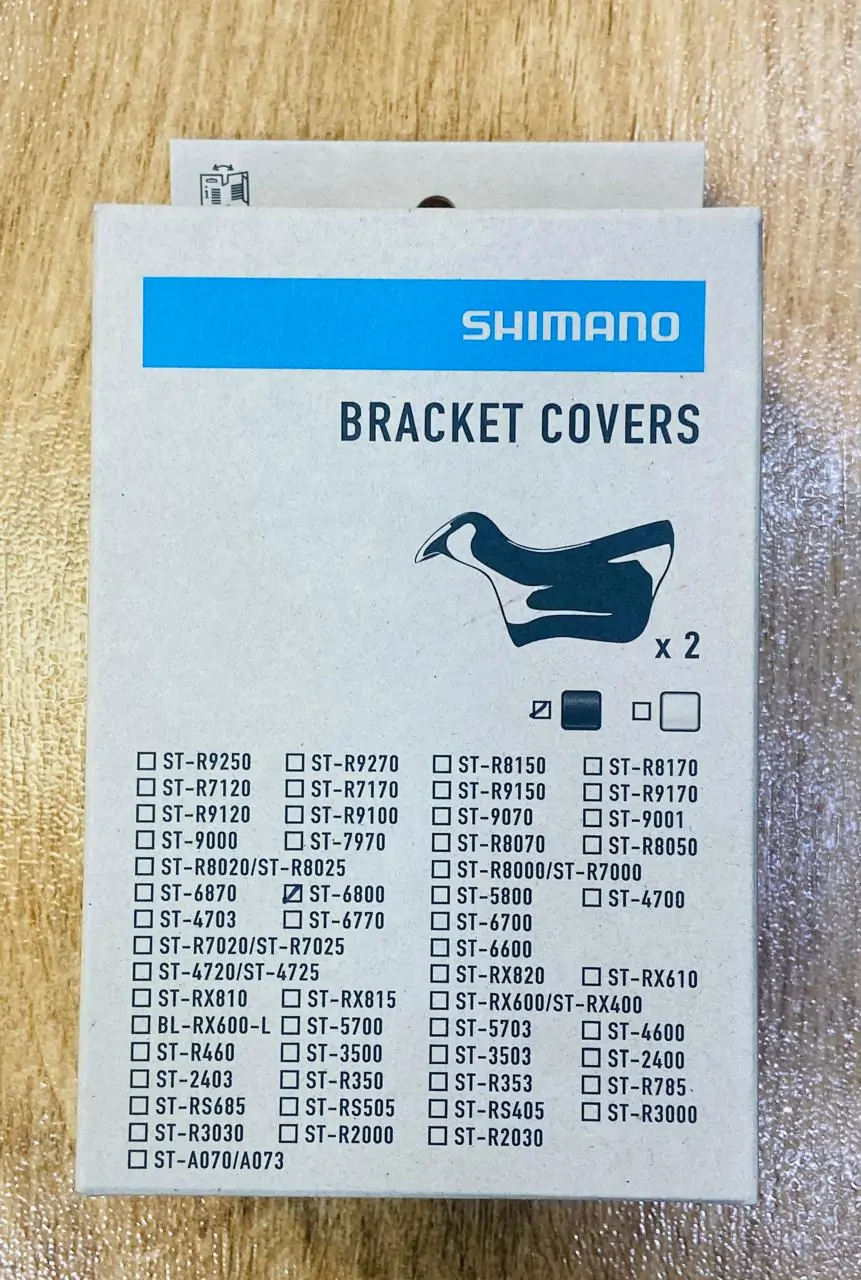 SHIMANO
BRACKET COVERS
x 2
ST-R9250 ST-R9270 ST-R8150 ST-R8170
ST-R7120 ST-R7170 ST-R9150 ST-R9170
ST-R9120 ST-R9100 ST-9070 ST-9001
ST-9000 ST-7970 ST-R8070 ST-R8050
ST-R8020/ST-R8025 ST-R8000/ST-R7000
ST-6870 ST-6800 ST-5800 ST-4700
ST-4703 ST-6770 ST-6700
ST-R7020/ST-R7025 ST-6600
ST-4720/ST-4725 ST-RX820 ST-RX610
ST-RX810 ST-RX815 ST-RX600/ST-RX400
BL-RX600-L ST-5700 ST-5703 ST-4600
ST-R460 ST-3500 ST-3503 ST-2400
ST-2403 ST-R350 ST-R353 ST-R785
ST-RS685 ST-RS505 ST-RS405 ST-R3000
ST-R3030 ST-R2000 ST-R2030
ST-A070/A073